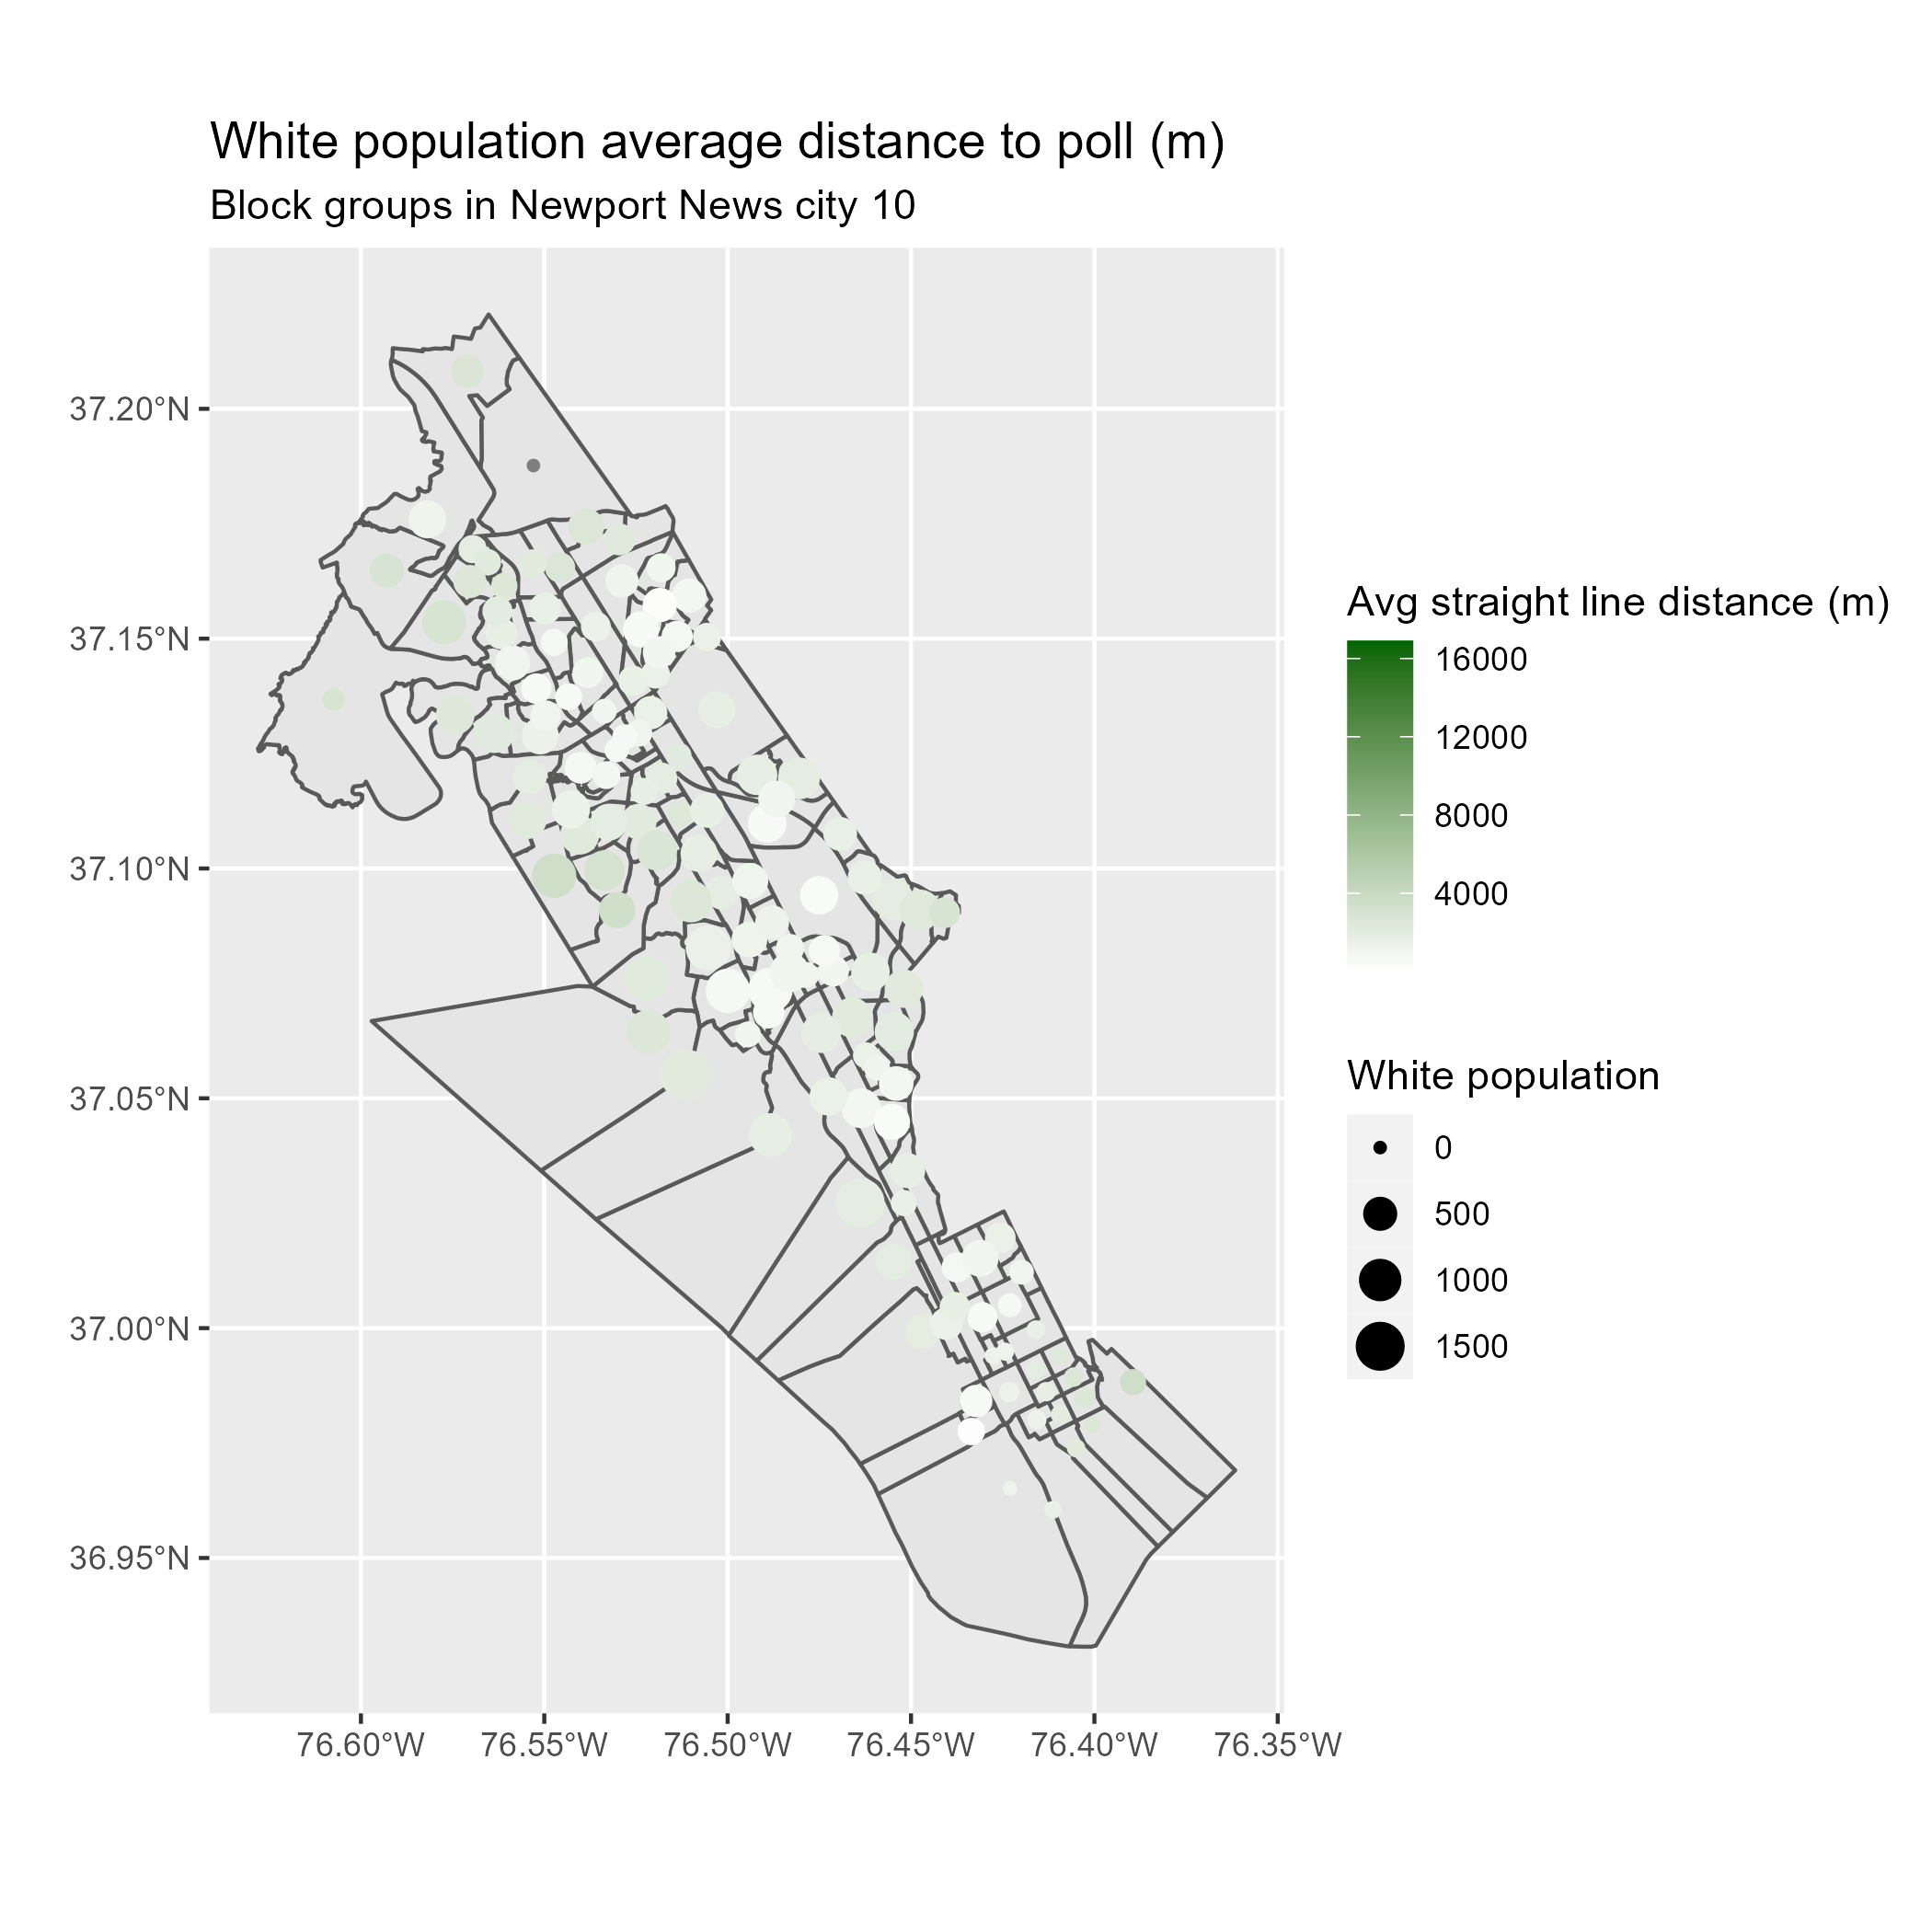 White population average distance to poll (m)
Block groups in Newport News city 10
37.20°N
37.15°N
37.10°N
37.05°N
37.00°N
36.95°N
76.60°W
76.55°W
76.50°W
76.45°W
76.40°W
76.35°W
Avg straight line distance (m)
16000
12000
8000
4000
White population
0
500
1000
1500